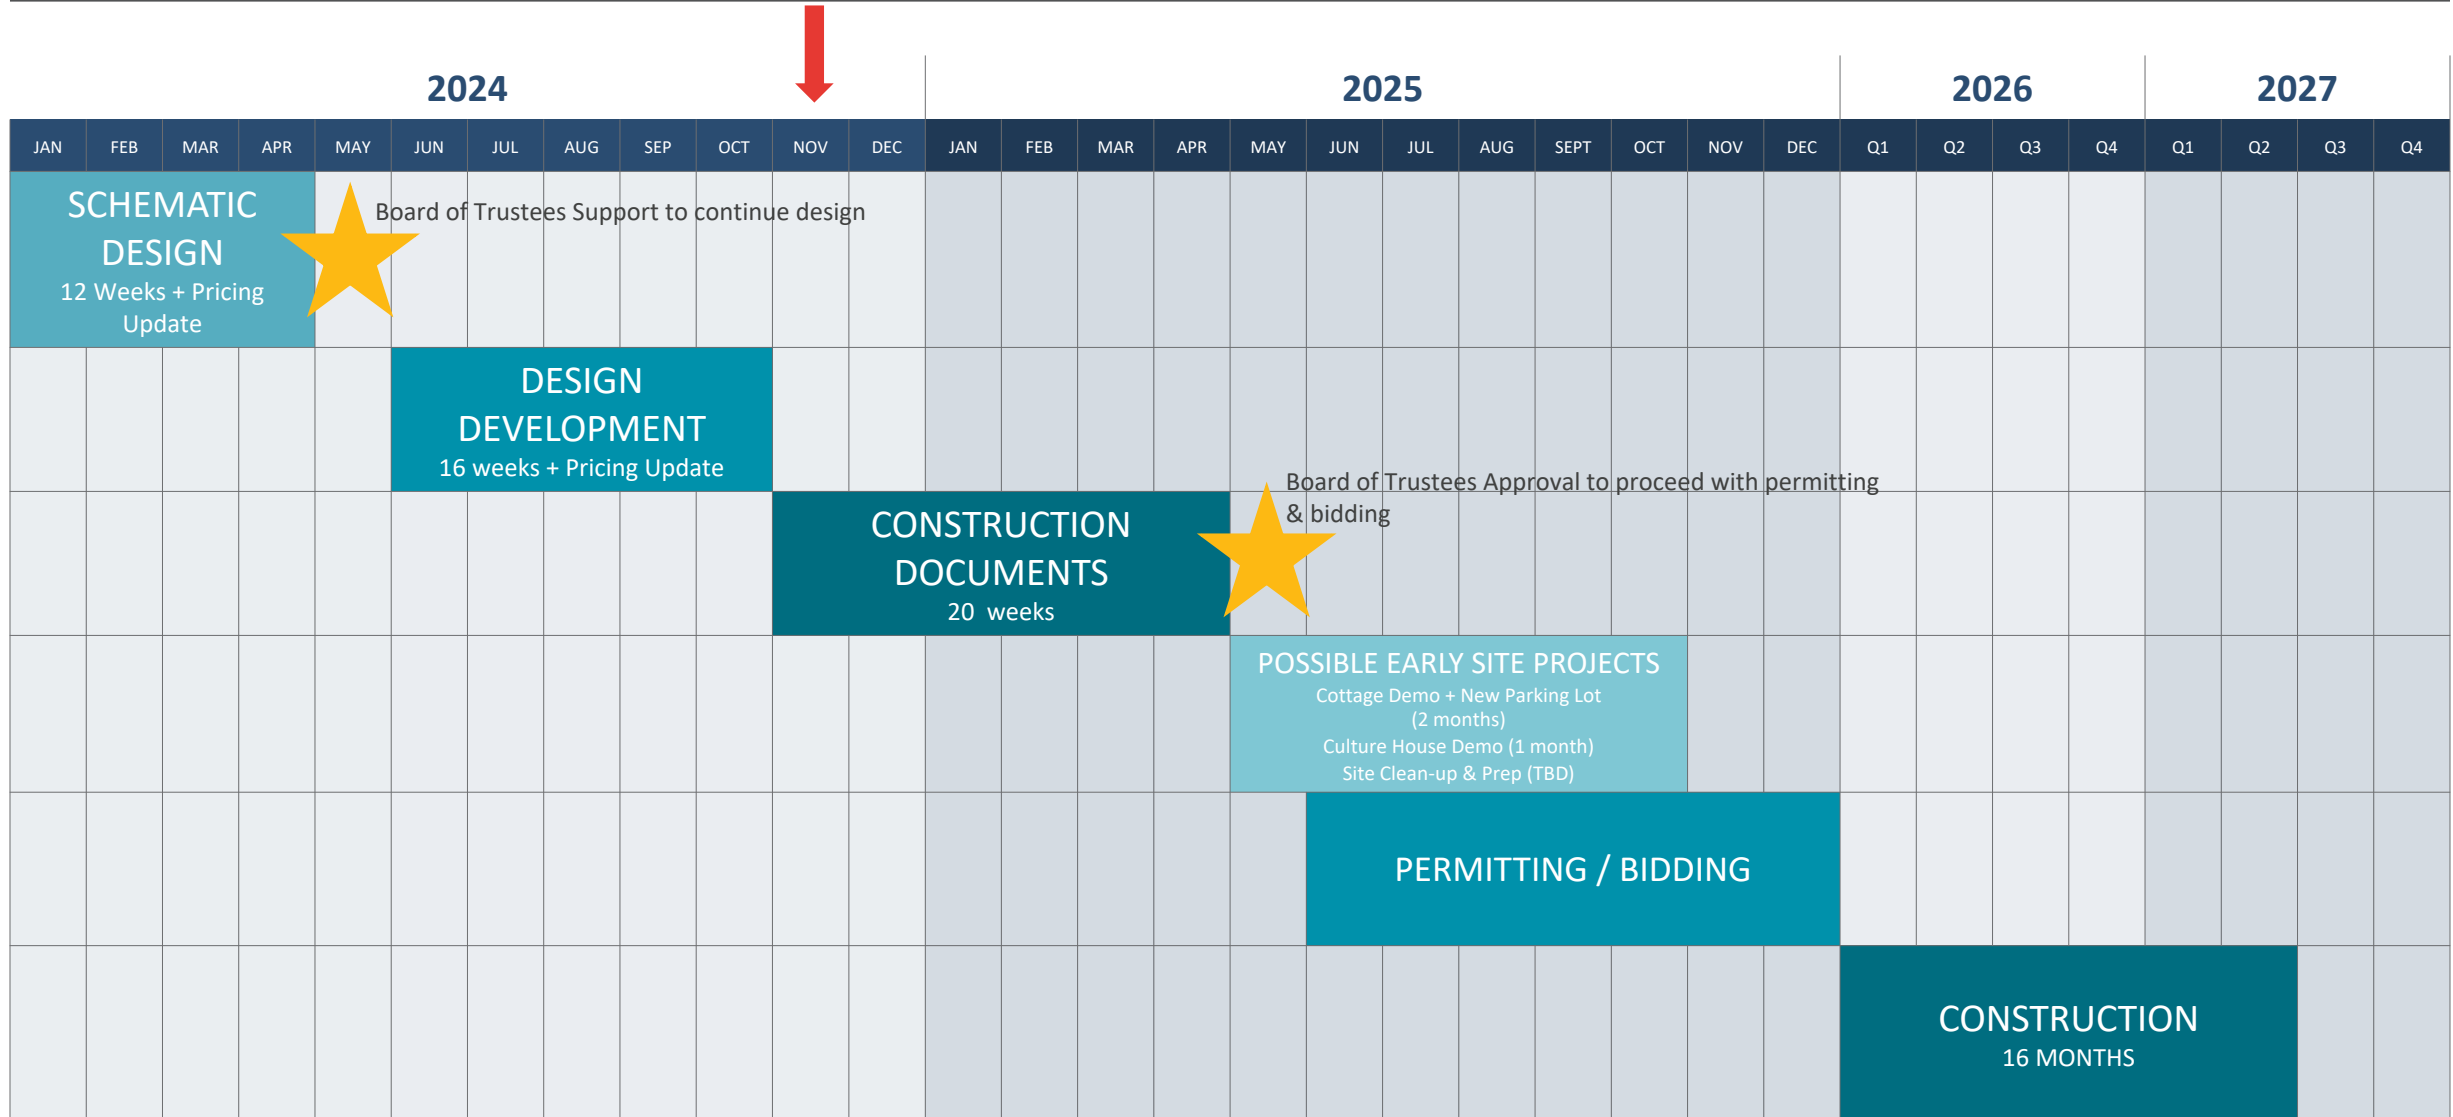 2024
2025
2026
2027
JAN FEB MAR APR MAY JUN JUL AUG SEP OCT NOV DEC JAN FEB MAR APR MAY JUN JUL AUG SEPT OCT NOV DEC Q1 Q2 Q3 Q4 Q1 Q2 Q3 Q4
SCHEMATIC
DESIGN
12 Weeks + Pricing
Update
Board of Trustees Support to continue design
DESIGN
DEVELOPMENT
16 weeks + Pricing Update
Board of Trustees Approval to proceed with permitting
& bidding
CONSTRUCTION
DOCUMENTS
20 weeks
POSSIBLE EARLY SITE PROJECTS
Cottage Demo + New Parking Lot
(2 months)
Culture House Demo (1 month)
Site Clean-up & Prep (TBD)
PERMITTING / BIDDING
CONSTRUCTION
16 MONTHS